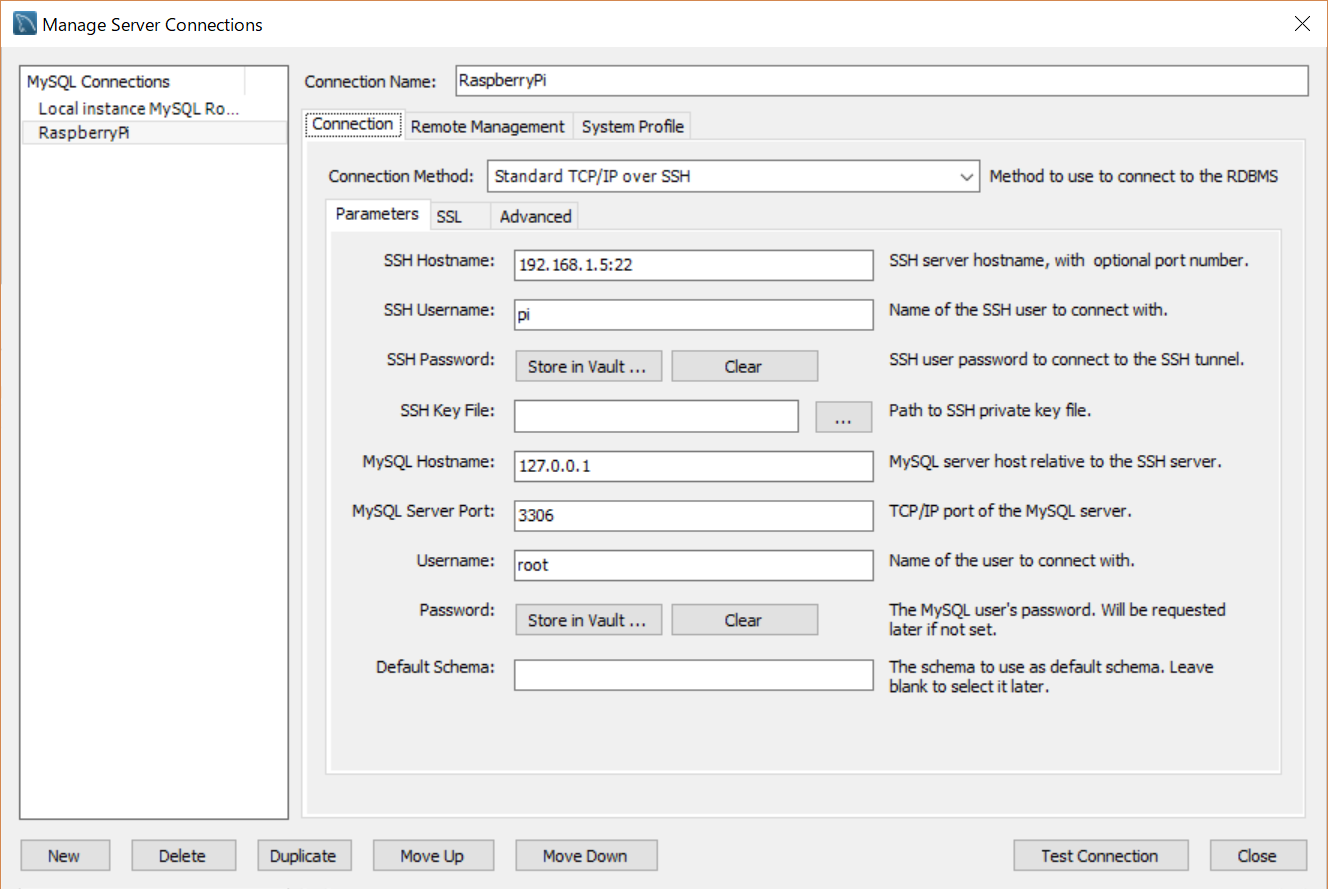 Manage Server Connections
MySQL Connections
Local instance MySQL Ro...
RaspberryPi
Connection Name: RaspberryPi
Connection Remote Management System Profile
Connection Method: Standard TCP/IP over SSH Method to use to connect to the RDBMS
Parameters SSL Advanced
SSH Hostname: 192.168.1.5:22 SSH server hostname, with optional port number.
SSH Username: pi Name of the SSH user to connect with.
SSH Password: Store in Vault ... Clear SSH user password to connect to the SSH tunnel.
SSH Key File: ... Path to SSH private key file.
MySQL Hostname: 127.0.0.1 MySQL server host relative to the SSH server.
MySQL Server Port: 3306 TCP/IP port of the MySQL server.
Username: root Name of the user to connect with.
Password: Store in Vault ... Clear The MySQL user's password. Will be requested
later if not set.
Default Schema: The schema to use as default schema. Leave
blank to select it later.
New Delete Duplicate Move Up Move Down Test Connection Close